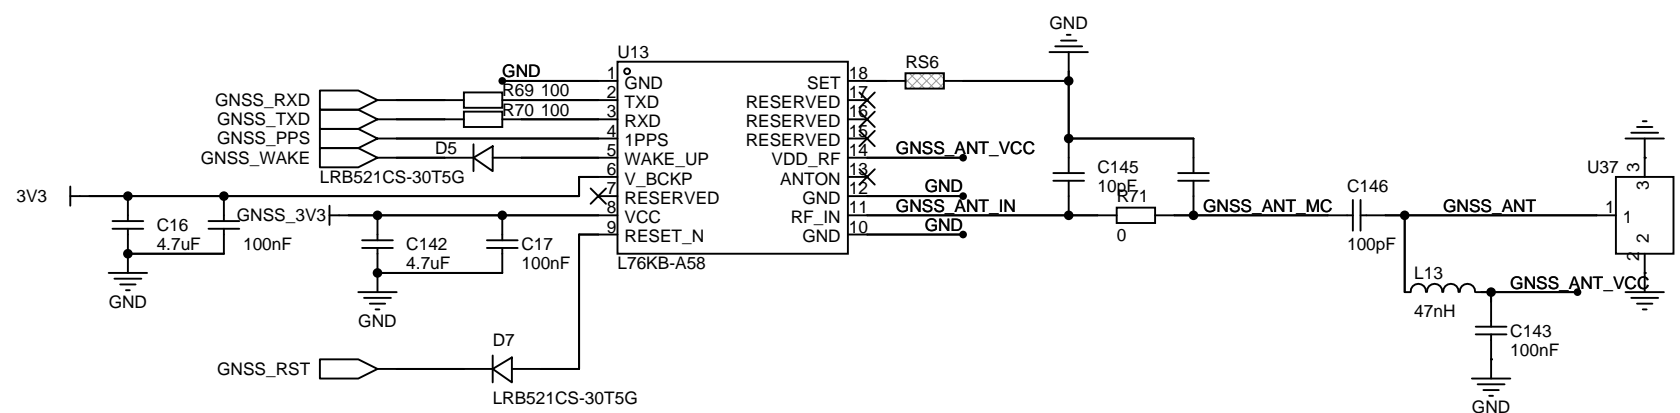 GND
U13
RS6
GND
1
GND
SET
18
GNSS_RXD
R69 100
2
TXD
RESERVED
17
GNSS_TXD
R70 100
3
RXD
RESERVED
16
GNSS_PPS
4
1PPS
RESERVED
15
GNSS_WAKE
D5
5
WAKE_UP
VDD_RF
14
GNSS_ANT_VCC
LRB521CS-30T5G
6
V_BCKP
ANTON
13
C145
10pF
3V3
7
RESERVED
GND
12
GND
R71
0
C16
4.7uF
100nF
GNSS_3V3
8
VCC
RF_IN
11
GNSS_ANT_IN
GNSS_ANT_MC
C146
100pF
GNSS_ANT
U37
3
3
1
1
2
2
9
RESET_N
GND
10
GND
C142
4.7uF
C17
100nF
L76KB-A58
GND
GND
L13
47nH
GNSS_ANT_VCC
C143
100nF
GND
GNSS_RST
D7
LRB521CS-30T5G